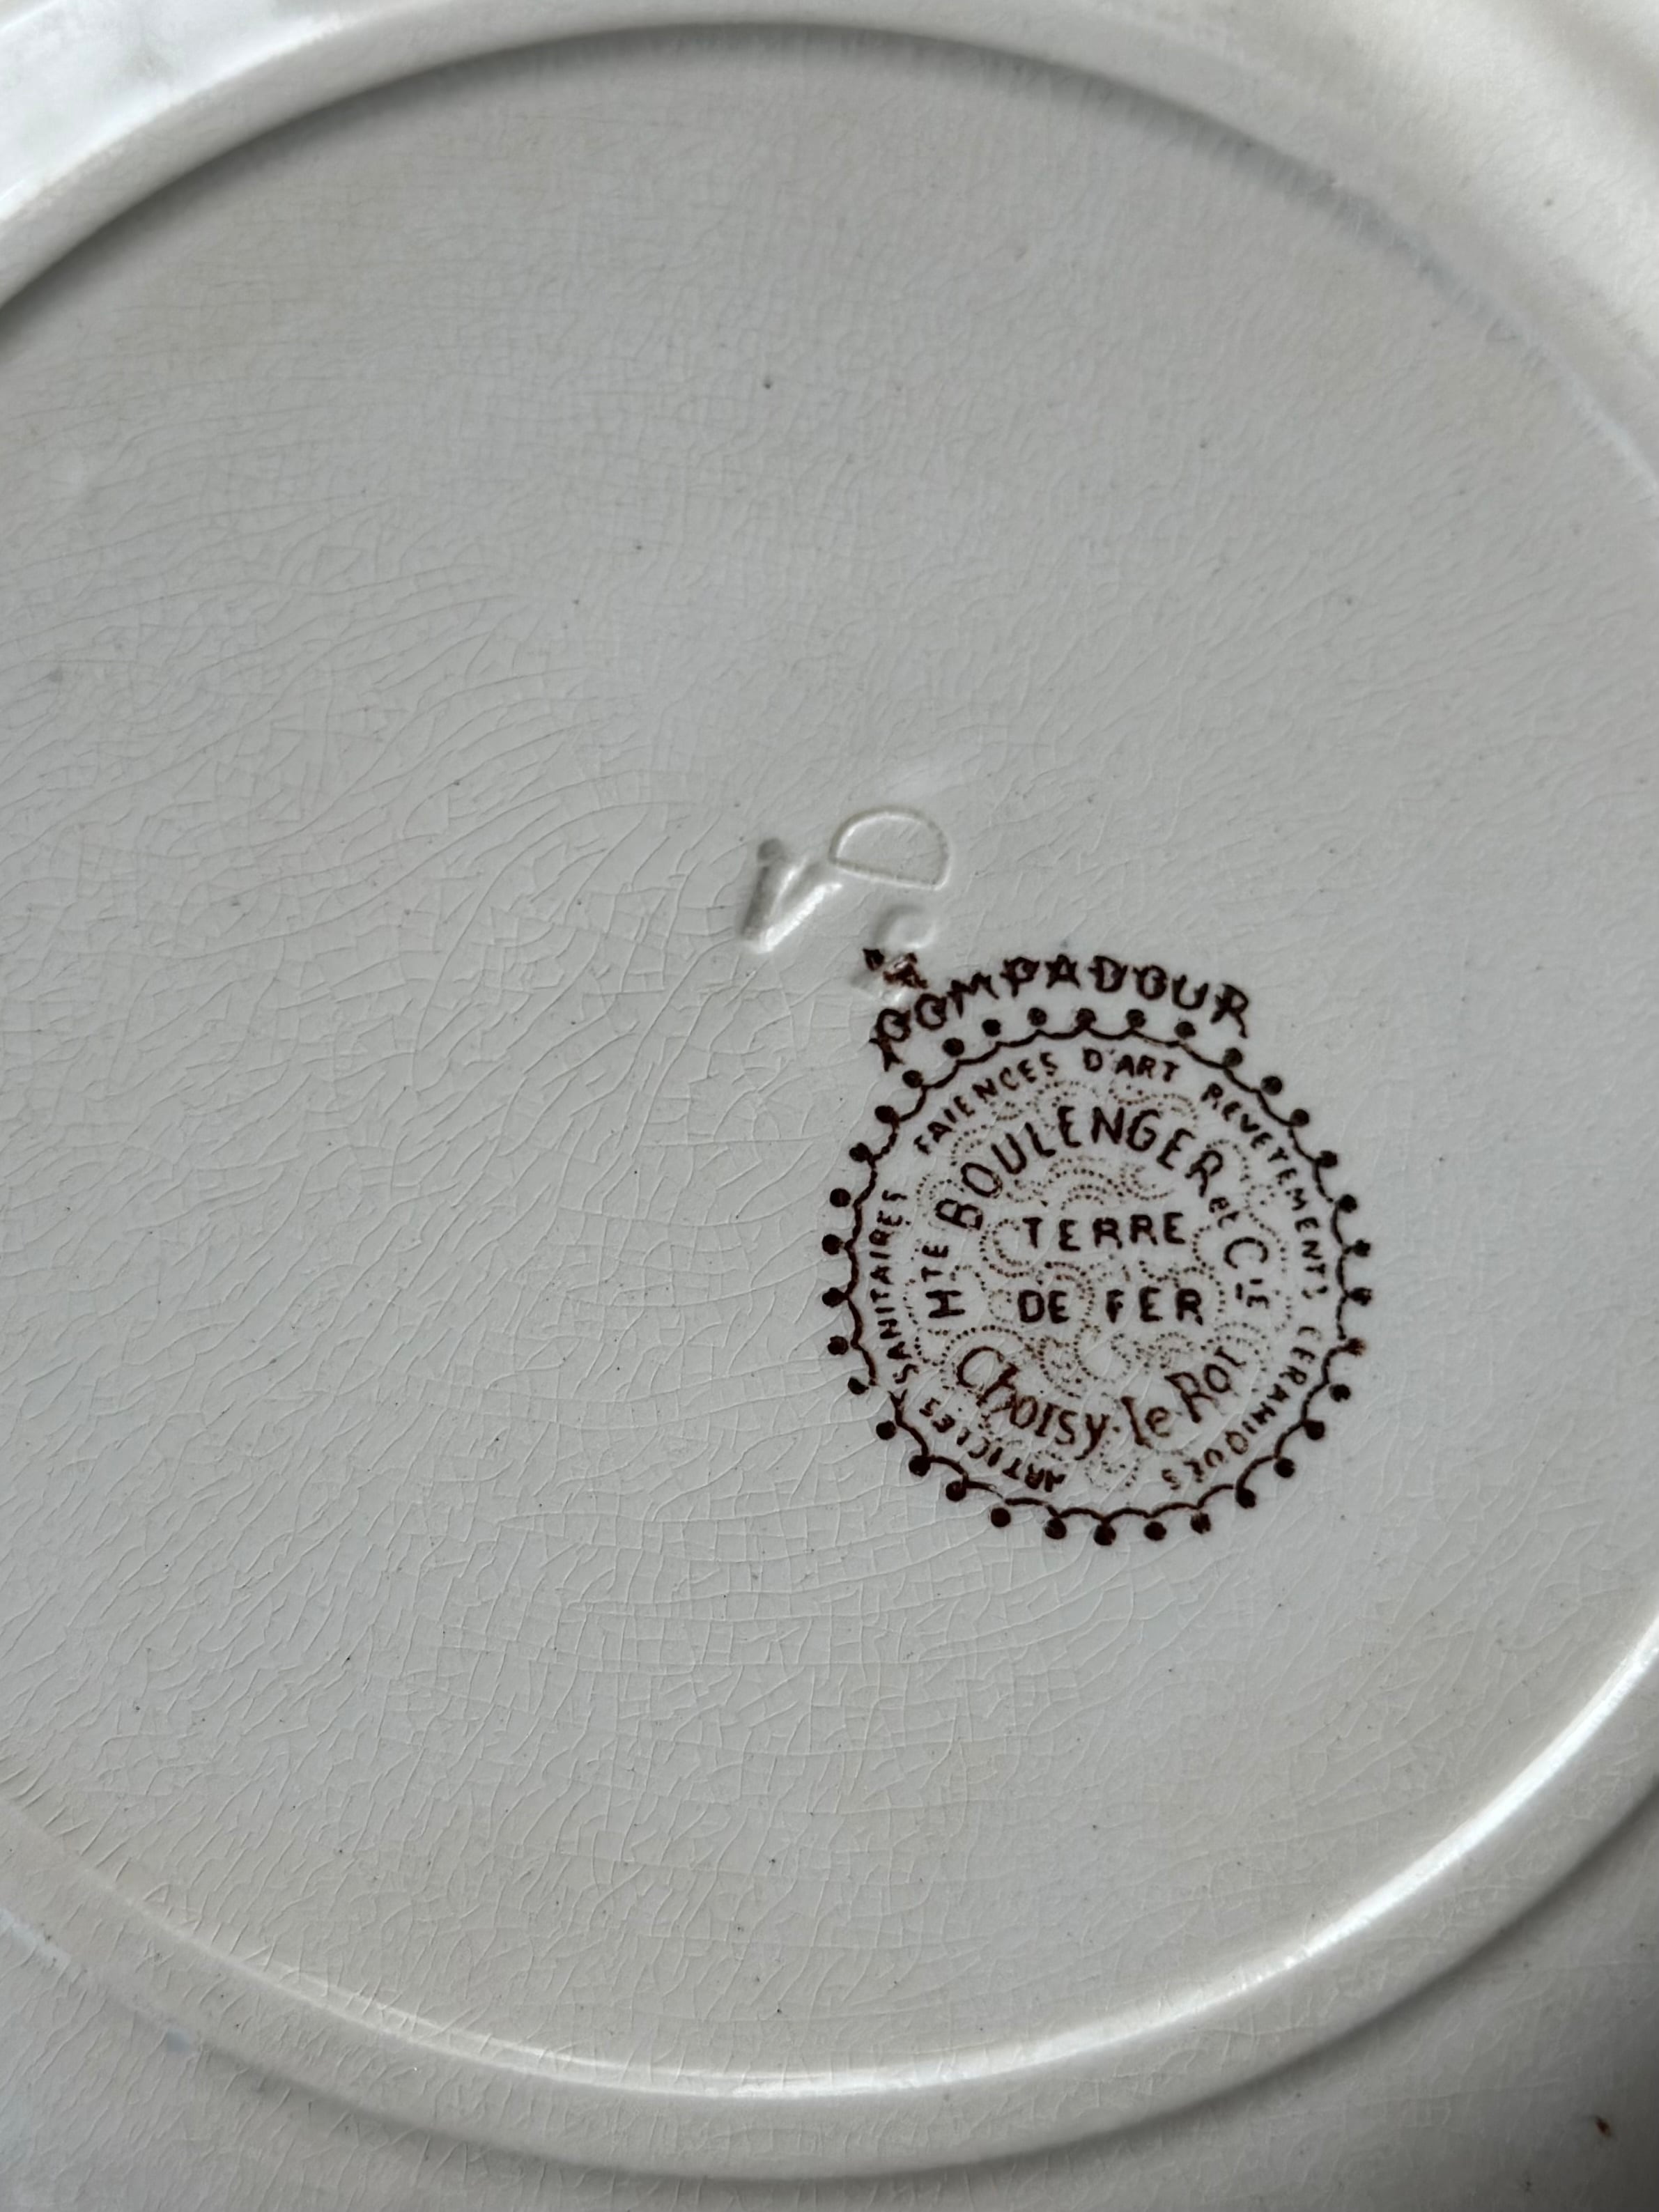 D
V
POMPADOUR
FAIENCES D'ART REVETEMENTS CERAMIQUES
ARTICLES SANITAIRES
HTE BOULENGER et CIE
TERRE
DE FER
Choisy-le-Roi